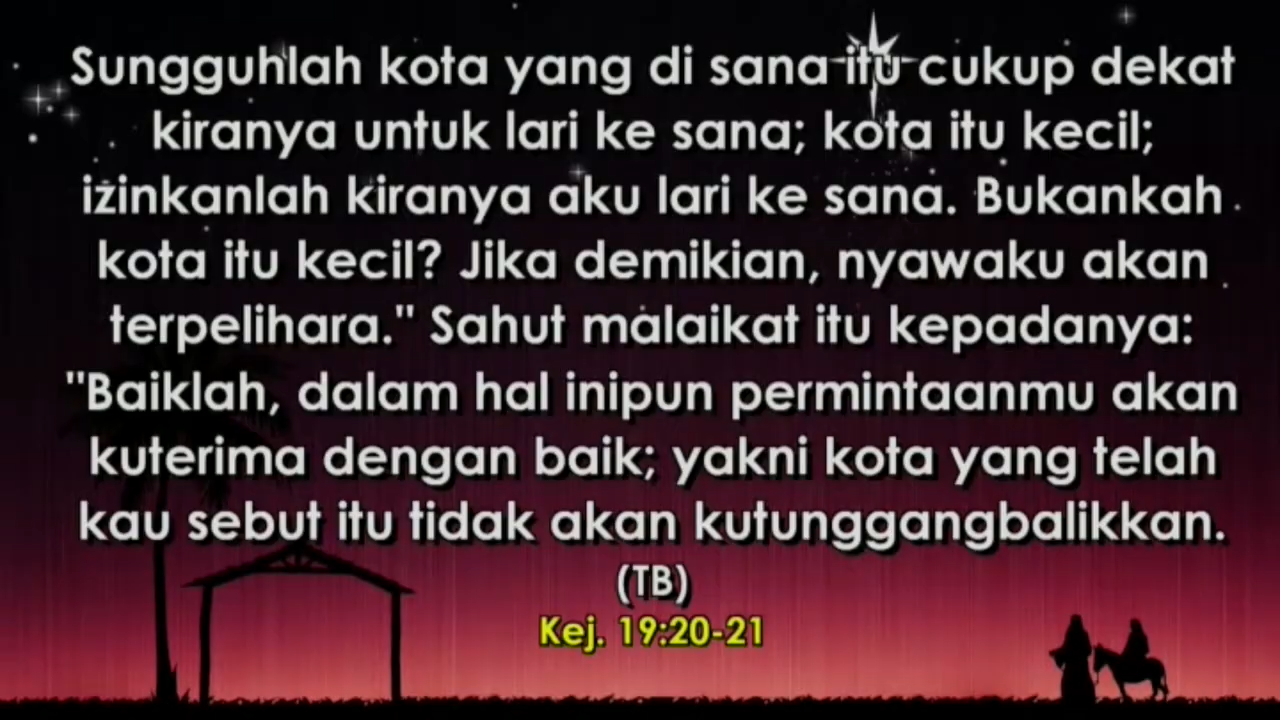 Sungguhlah kota yang di sana itu cukup dekat
kiranya untuk lari ke sana; kota itu kecil;
izinkanlah kiranya aku lari ke sana. Bukankah
kota itu kecil? Jika demikian, nyawaku akan
terpelihara." Sahut malaikat itu kepadanya:
"Baiklah, dalam hal inipun permintaanmu akan
kuterima dengan baik; yakni kota yang telah
kau sebut itu tidak akan kutunggangbalikkan.
(TB)
Kej. 19:20-21